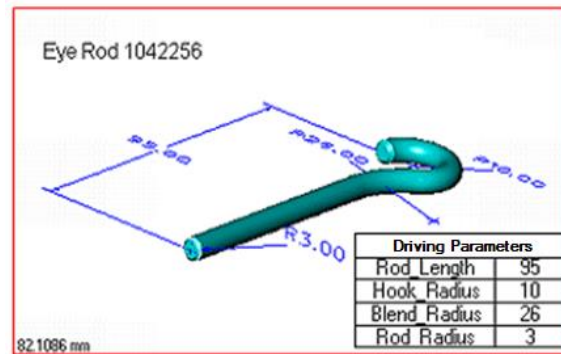 Eye Rod 1042256
95.00
R26.00
R10.00
R3.00
Driving Parameters
Rod_Length 95
Hook_Radius 10
Blend_Radius 26
Rod_Radius 3
82.1086 mm